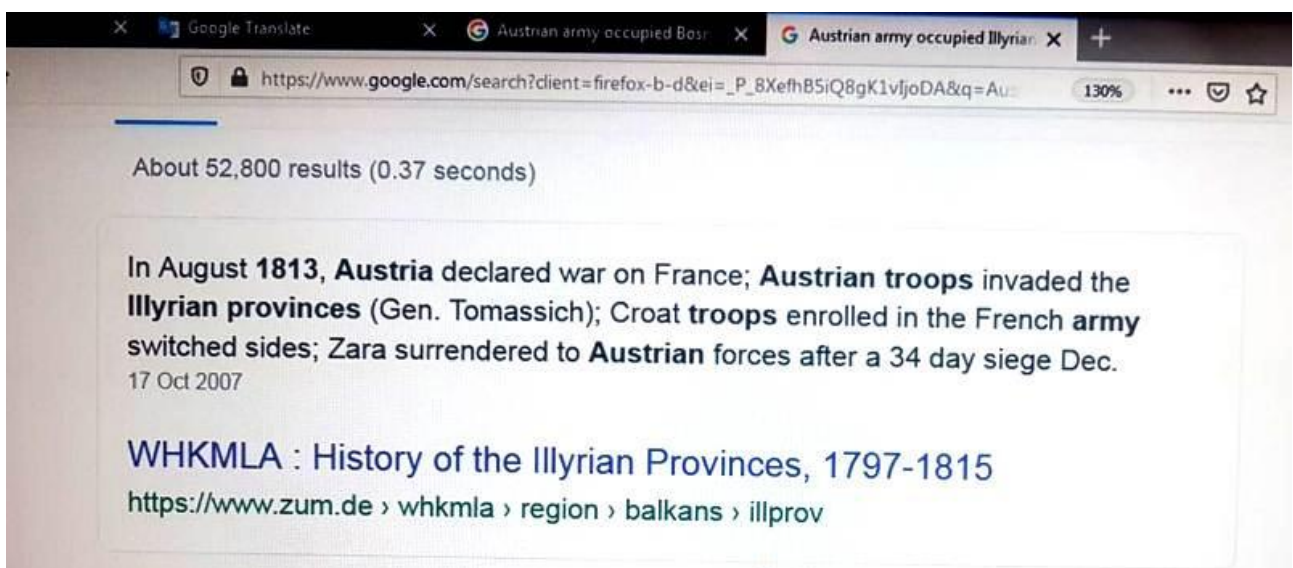 Google Translate
Austrian army occupied Bosr
Austrian army occupied Illyrian
https://www.google.com/search?client=firefox-b-d&ei=_P_8XefhB5iQ8gK1vIjoDA&q=Au
130%
About 52,800 results (0.37 seconds)
In August 1813, Austria declared war on France; Austrian troops invaded the
Illyrian provinces (Gen. Tomassich); Croat troops enrolled in the French army
switched sides; Zara surrendered to Austrian forces after a 34 day siege Dec.
17 Oct 2007
WHKMLA : History of the Illyrian Provinces, 1797-1815
https://www.zum.de › whkmla › region › balkans › illprov